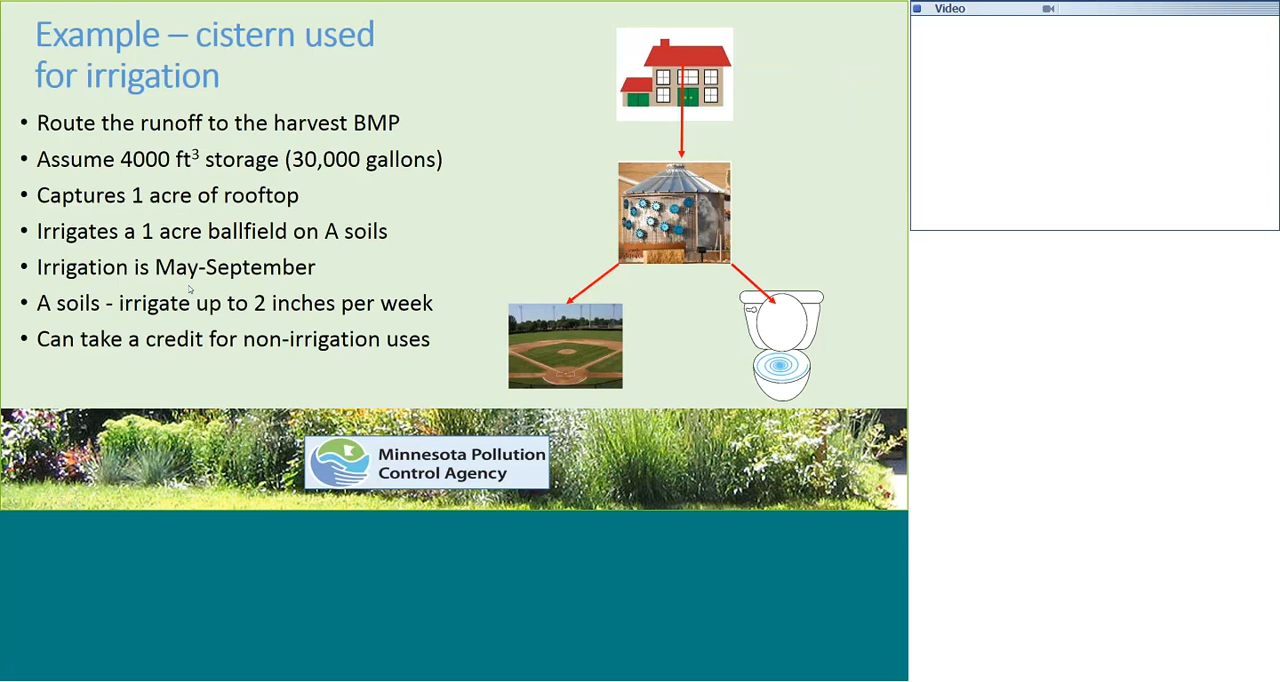 Example – cistern used
for irrigation
• Route the runoff to the harvest BMP
• Assume 4000 ft³ storage (30,000 gallons)
• Captures 1 acre of rooftop
• Irrigates a 1 acre ballfield on A soils
• Irrigation is May-September
• A soils - irrigate up to 2 inches per week
• Can take a credit for non-irrigation uses
Minnesota Pollution
Control Agency
Video